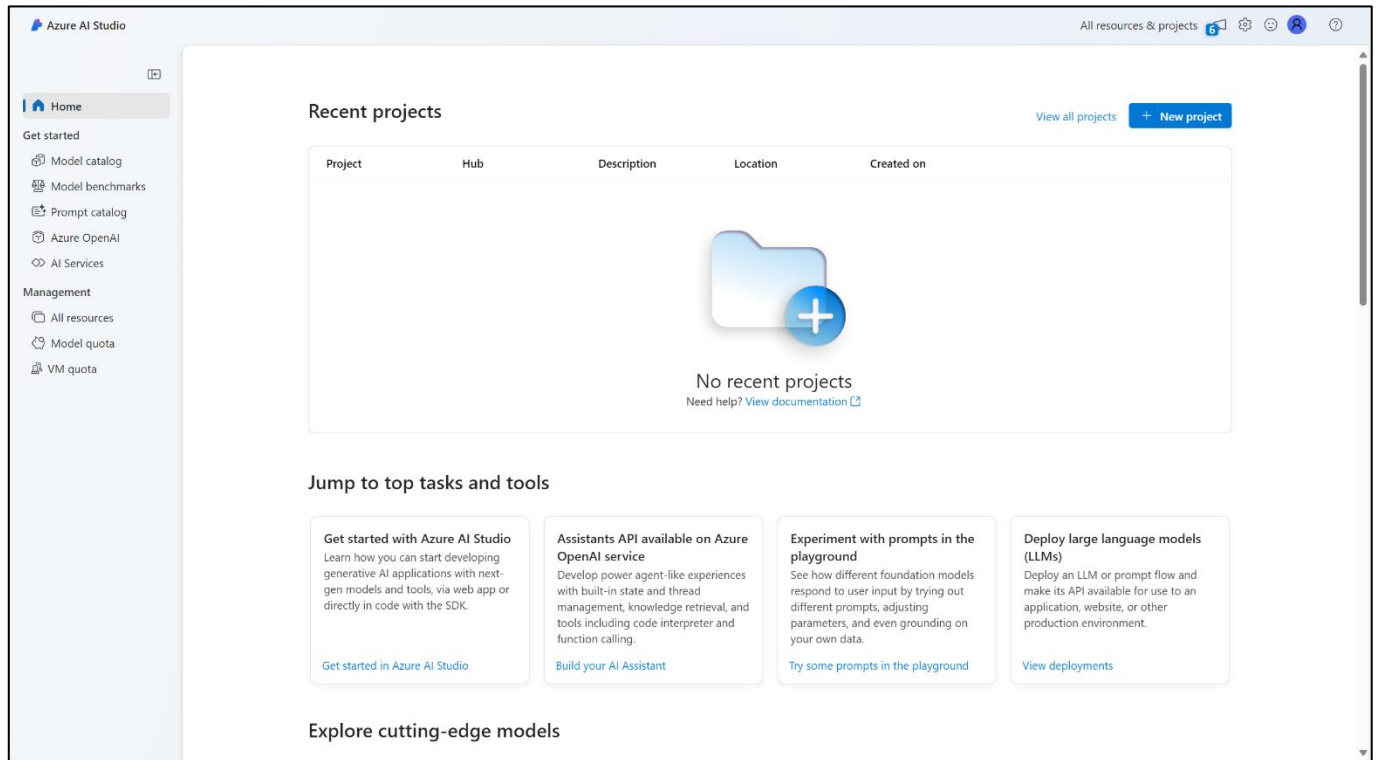 Azure AI Studio
All resources & projects
6
Home
Get started
Model catalog
Model benchmarks
Prompt catalog
Azure OpenAI
AI Services
Management
All resources
Model quota
VM quota
Recent projects
View all projects
+ New project
Project Hub Description Location Created on
No recent projects
Need help? View documentation
Jump to top tasks and tools
Get started with Azure AI Studio
Learn how you can start developing
generative AI applications with next-
gen models and tools, via web app or
directly in code with the SDK.
Get started in Azure AI Studio
Assistants API available on Azure
OpenAI service
Develop power agent-like experiences
with built-in state and thread
management, knowledge retrieval, and
tools including code interpreter and
function calling.
Build your AI Assistant
Experiment with prompts in the
playground
See how different foundation models
respond to user input by trying out
different prompts, adjusting
parameters, and even grounding on
your own data.
Try some prompts in the playground
Deploy large language models
(LLMs)
Deploy an LLM or prompt flow and
make its API available for use to an
application, website, or other
production environment.
View deployments
Explore cutting-edge models